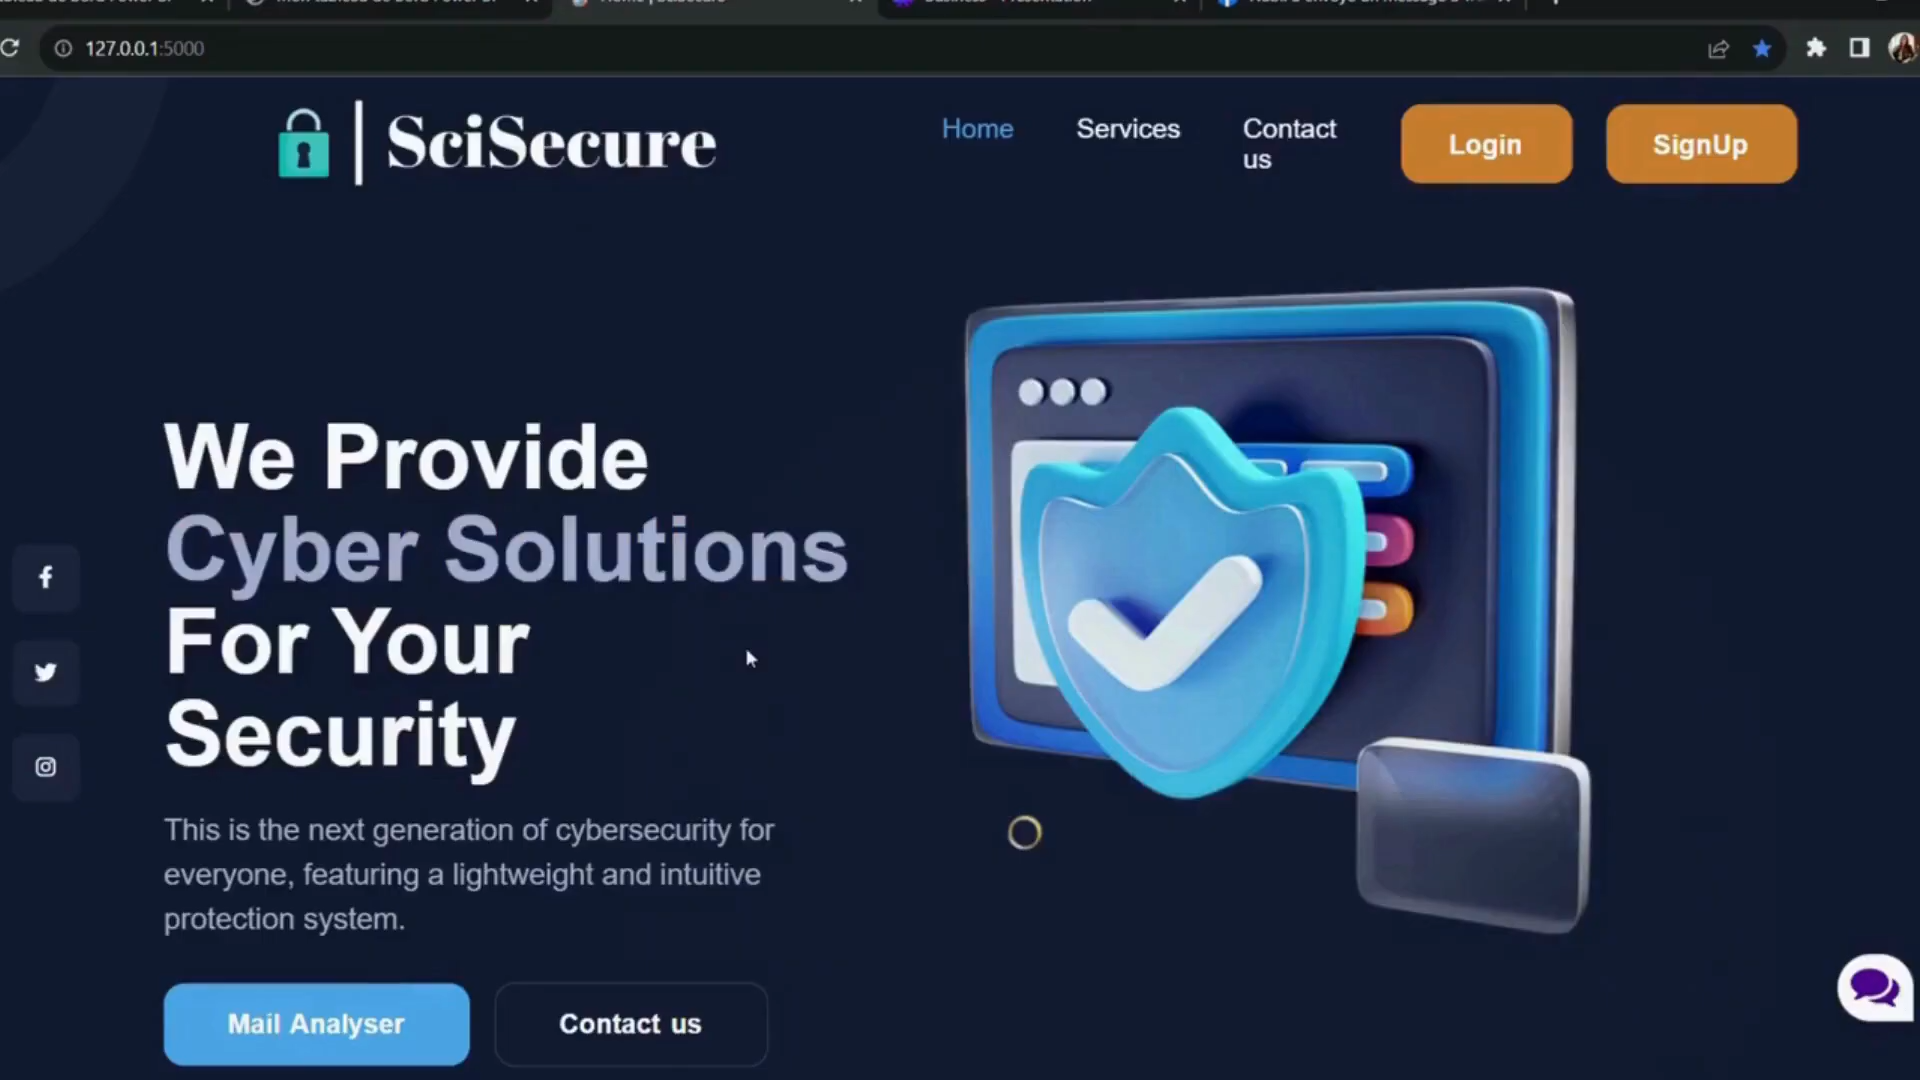 127.0.0.1:5000
SciSecure
Home
Services
Contact
us
Login
SignUp
We Provide
Cyber Solutions
For Your
Security
This is the next generation of cybersecurity for
everyone, featuring a lightweight and intuitive
protection system.
Mail Analyser
Contact us